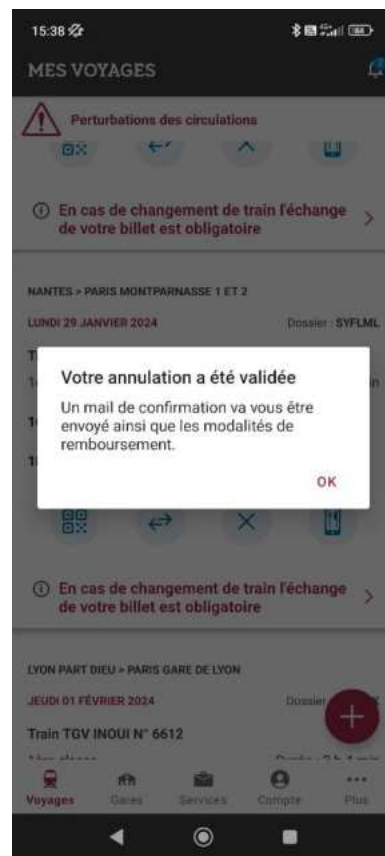 15:38
MES VOYAGES
Perturbations des circulations
En cas de changement de train l'échange
de votre billet est obligatoire
NANTES > PARIS MONTPARNASSE 1 ET 2
LUNDI 29 JANVIER 2024 Dossier : SYFLML
Votre annulation a été validée
Un mail de confirmation va vous être
envoyé ainsi que les modalités de
remboursement.
OK
En cas de changement de train l'échange
de votre billet est obligatoire
LYON PART DIEU > PARIS GARE DE LYON
JEUDI 01 FÉVRIER 2024 Dossier
Train TGV INOUI N° 6612
Voyages Gares Services Compte Plus